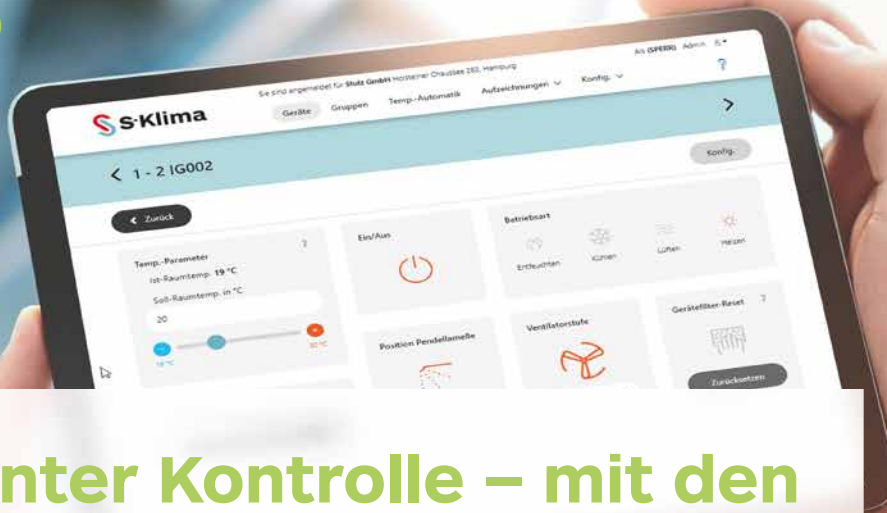 S-Klima
Sie sind angemeldet für Stulz GmbH Holsteiner Chaussee 283, Hamburg
Als (SPERR) Admin
Geräte Gruppen Temp.-Automatik Aufzeichnungen Konfig.
?
< 1 - 2 IG002 >
< Zurück
Konfig.
Temp.-Parameter ?
Ist-Raumtemp. 19 °C
Soll-Raumtemp. in °C
20
Ein/Aus
Betriebsart
Entfeuchten Kühlen Lüften Heizen
Position Pendellamelle
Ventilatorstufe
Gerätefilter-Reset ?
Zurücksetzen
nter Kontrolle – mit den